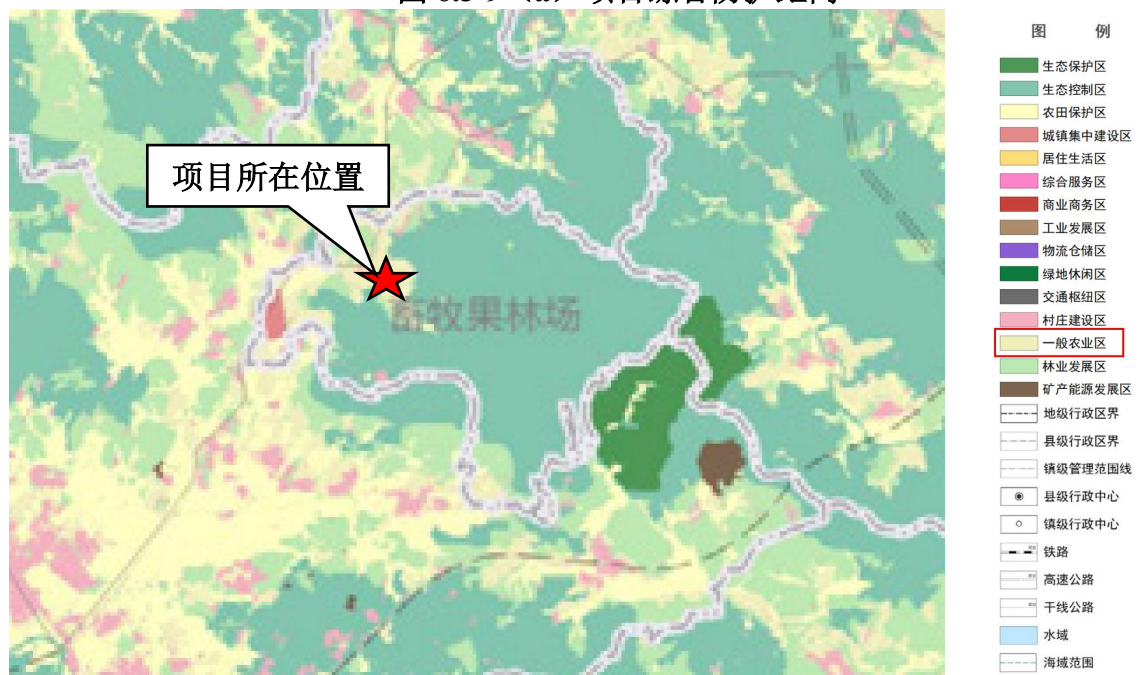 项目所在位置
畜牧果林场
图 例
生态保护区
生态控制区
农田保护区
城镇集中建设区
居住生活区
综合服务区
商业商务区
工业发展区
物流仓储区
绿地休闲区
交通枢纽区
村庄建设区
一般农业区
林业发展区
矿产能源发展区
地级行政区界
县级行政区界
镇级管理范围线
县级行政中心
镇级行政中心
铁路
高速公路
干线公路
水域
海域范围